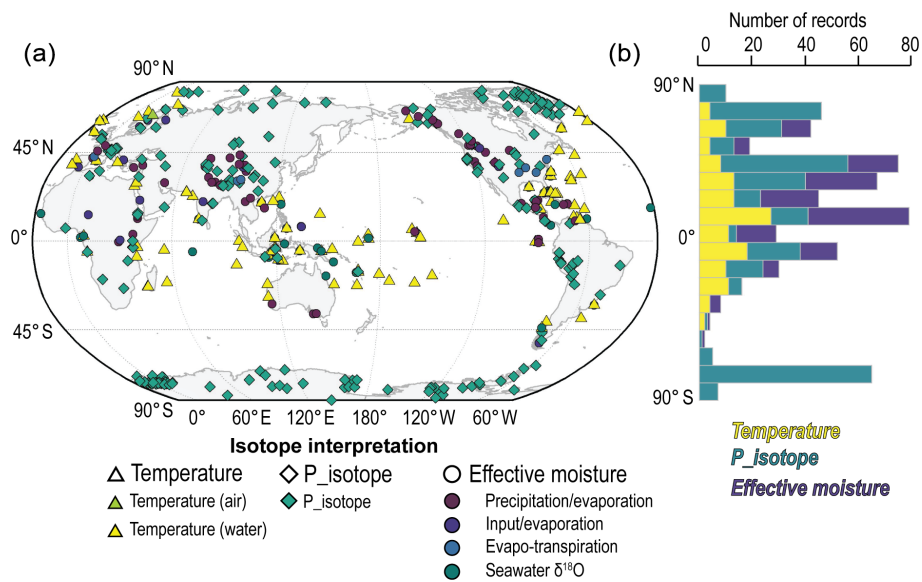 (a)
90° N
45° N
0°
45° S
90° S
0° 60° E 120° E 180° 120° W 60° W
Isotope interpretation
Temperature
Temperature (air)
Temperature (water)
P_isotope
P_isotope
Effective moisture
Precipitation/evaporation
Input/evaporation
Evapo-transpiration
Seawater δ¹⁸O
(b)
Number of records
0 20 40 60 80
90° N
0°
90° S
Temperature
P_isotope
Effective moisture